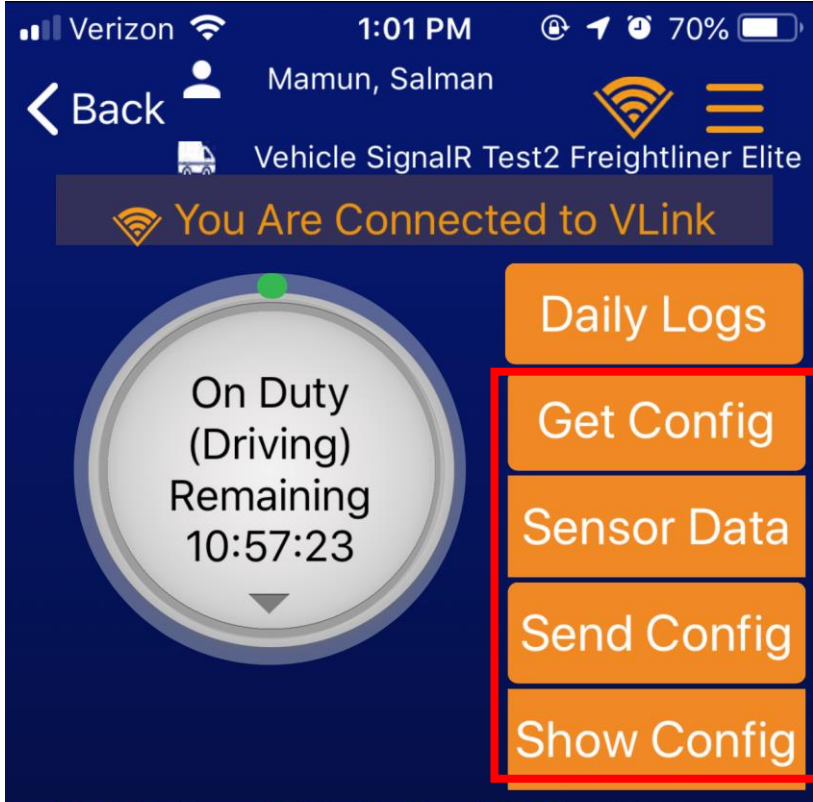 Verizon 1:01 PM 70%
Back Mamun, Salman
Vehicle SignalR Test2 Freightliner Elite
You Are Connected to VLink
On Duty
(Driving)
Remaining
10:57:23
Daily Logs
Get Config
Sensor Data
Send Config
Show Config